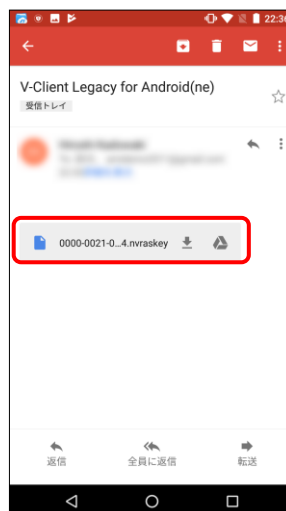 22:36
V-Client Legacy for Android(ne)
受信トレイ
0000-0021-0...4.nvraskey
返信
全員に返信
転送